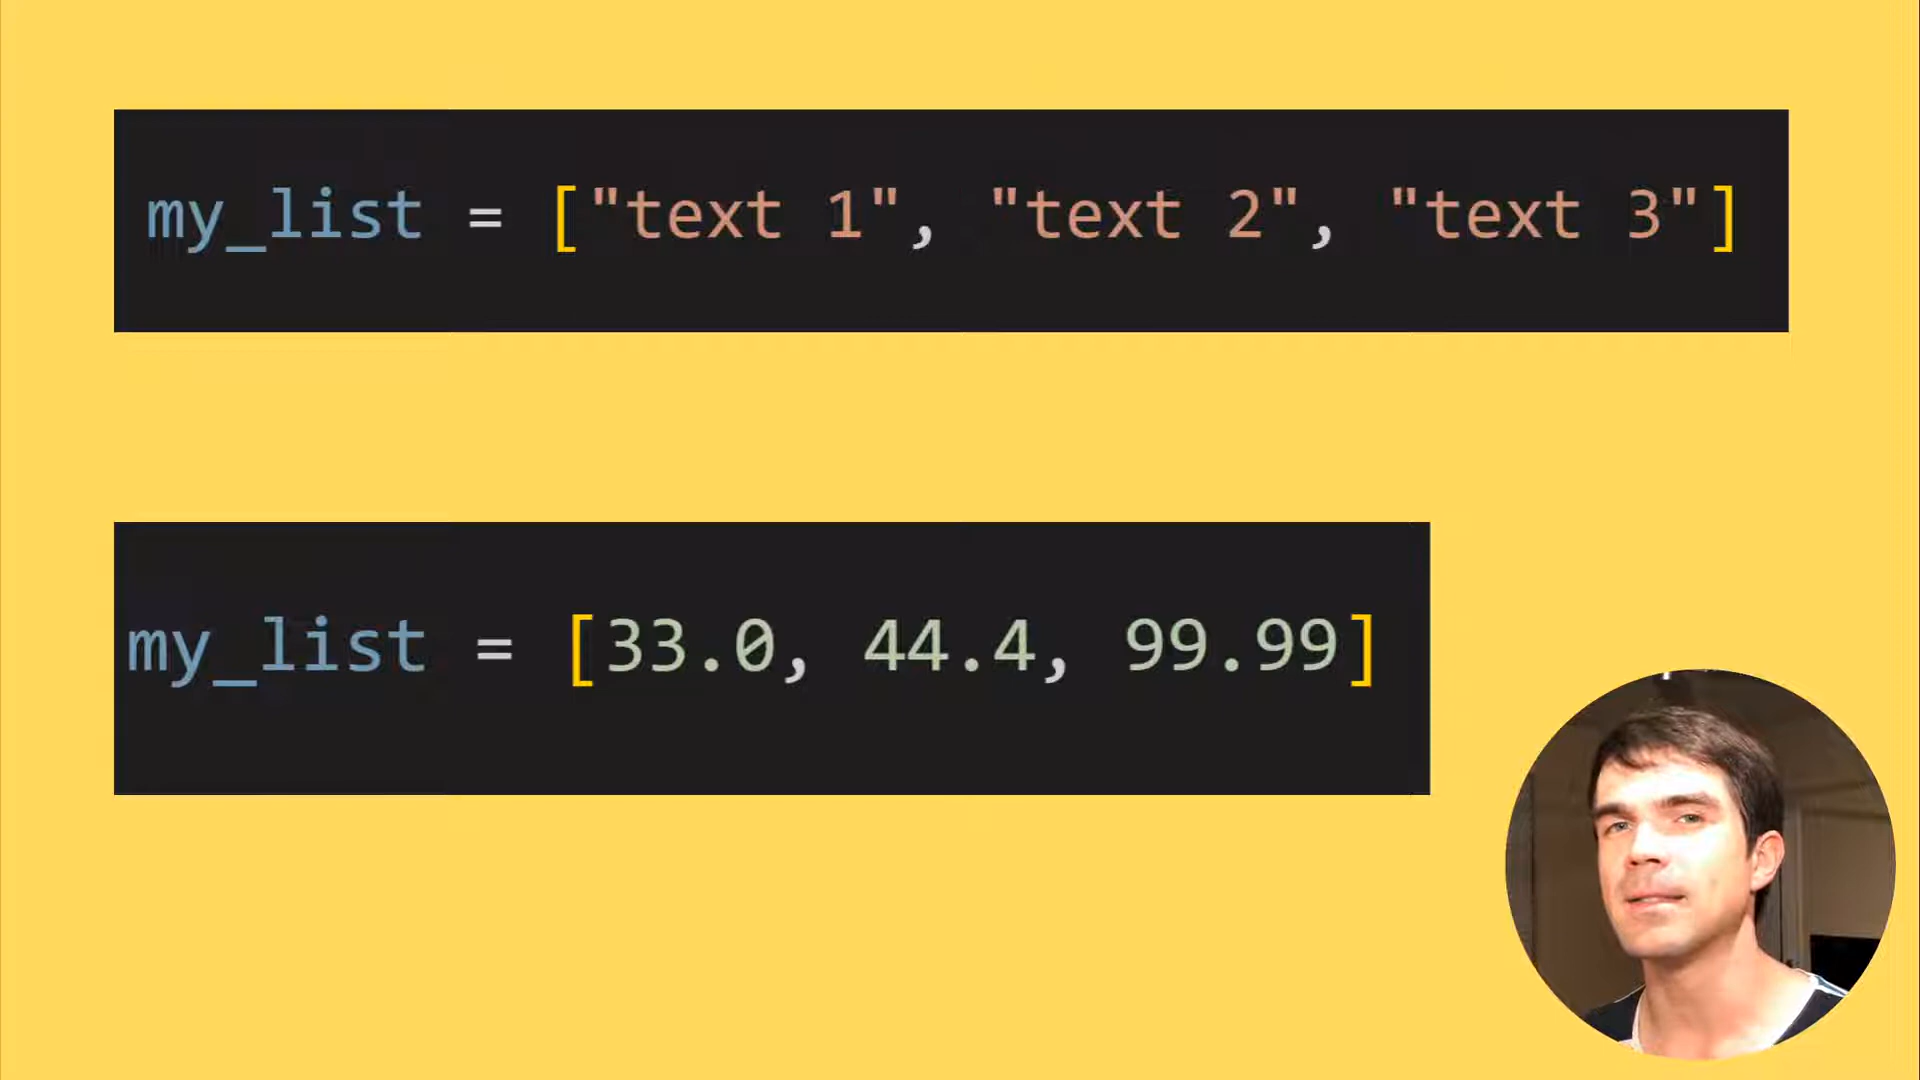 my_list = ["text 1", "text 2", "text 3"]
my_list = [33.0, 44.4, 99.99]